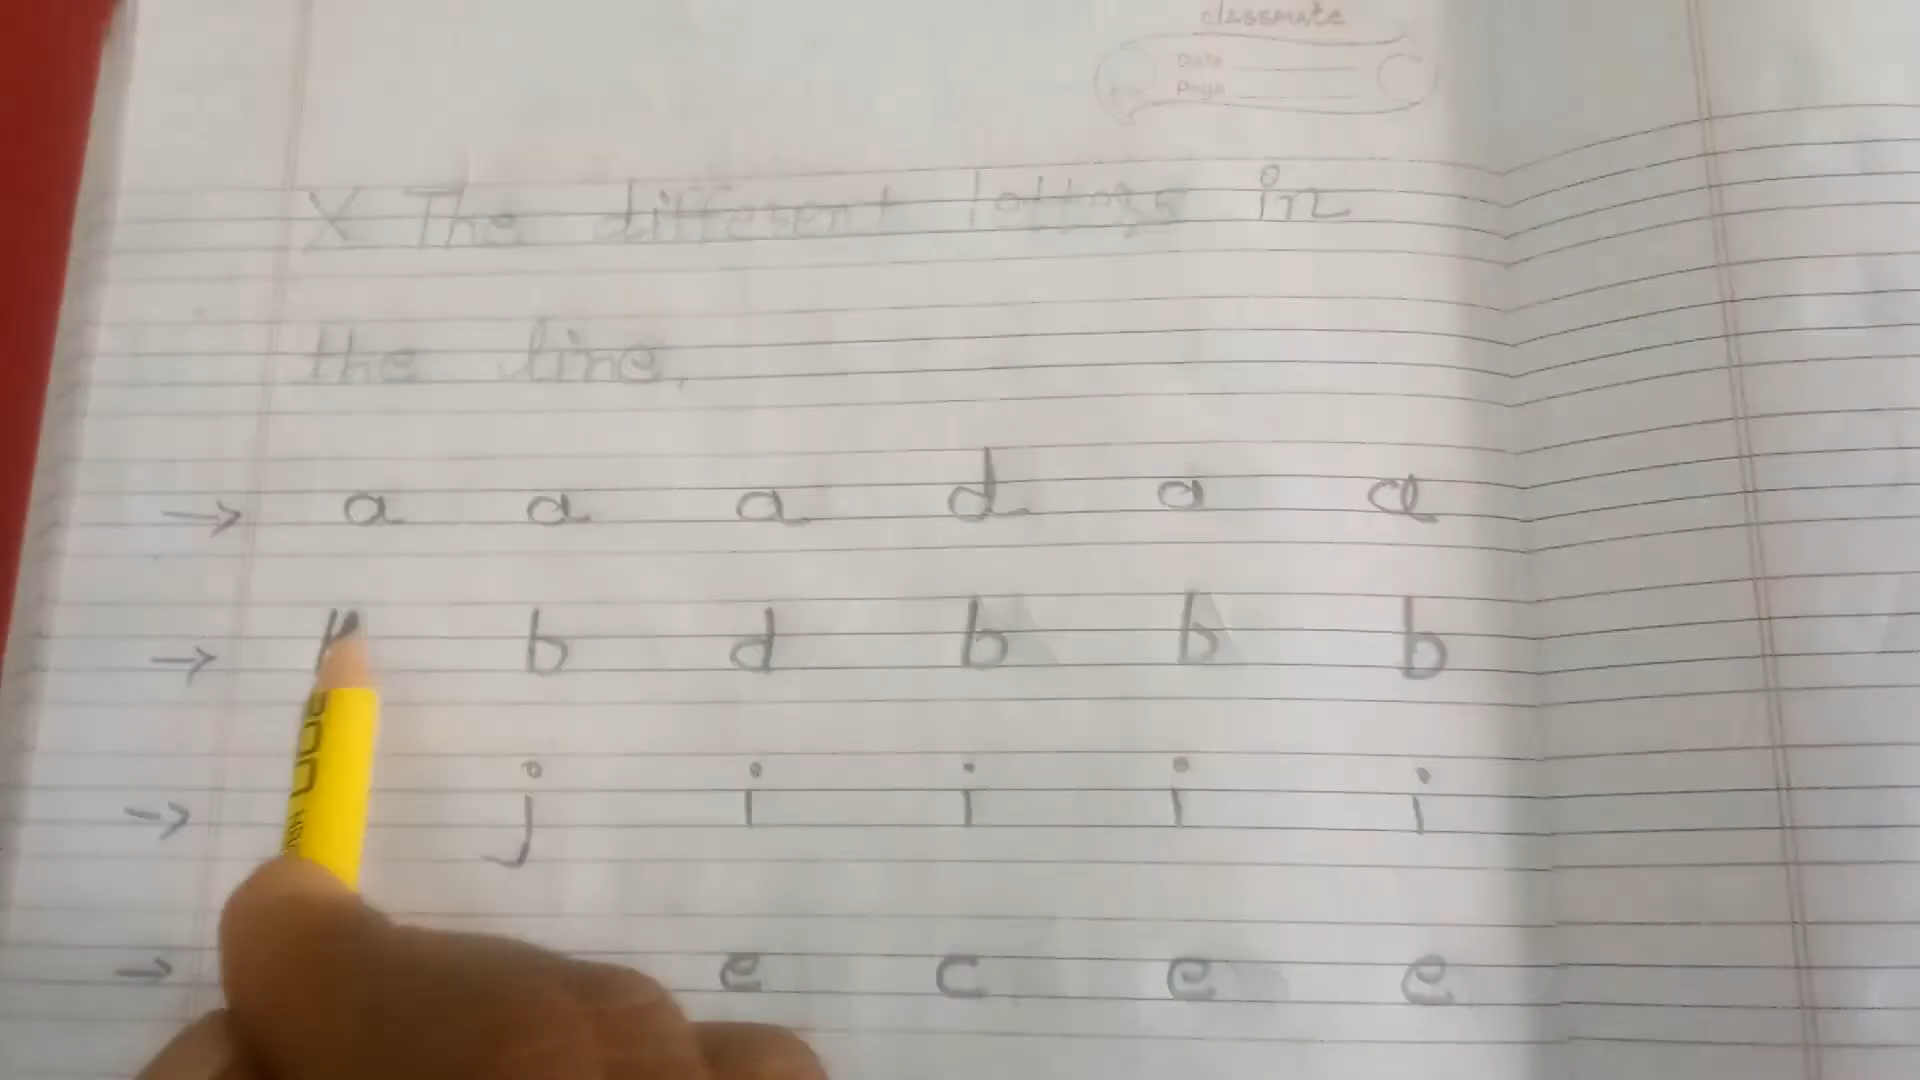 classmate
Date
Page
X The different letters in
the line.
→ a a a d a a
→ b d b b b
→ j i i i i
→ e c e e